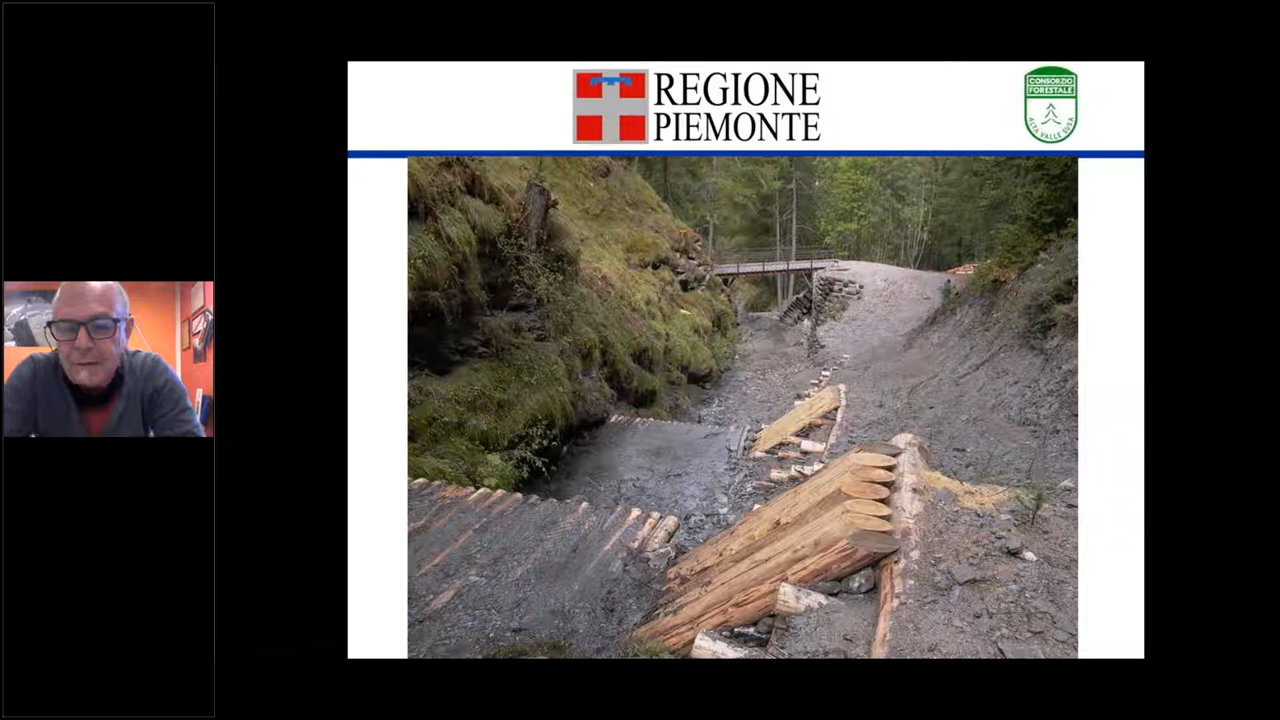 REGIONE
PIEMONTE
CONSORZIO
FORESTALE
ALTA VALLE SUSA